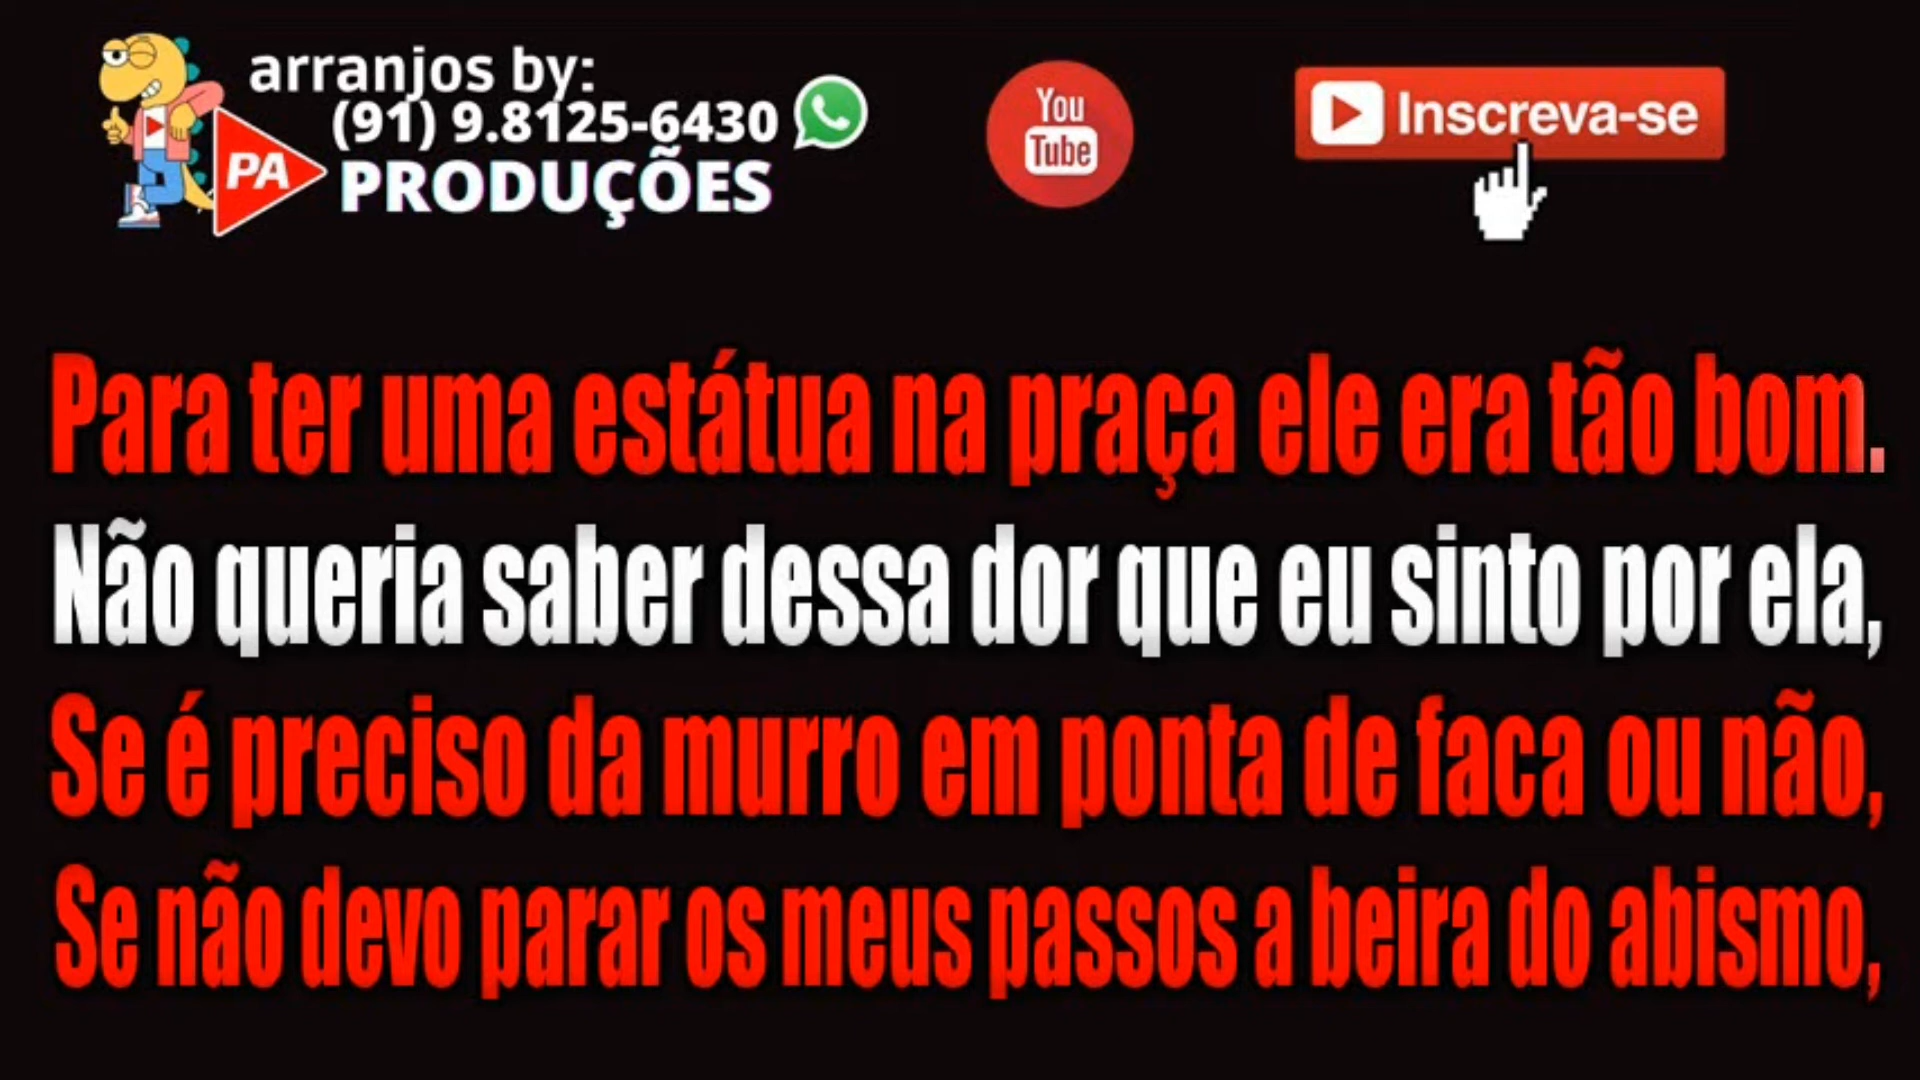 arranjos by:
(91) 9.8125-6430
PA
PRODUÇÕES
You
Tube
Inscreva-se
Para ter uma estátua na praça ele era tão bom.
Não queria saber dessa dor que eu sinto por ela,
Se é preciso da murro em ponta de faca ou não,
Se não devo parar os meus passos a beira do abismo,